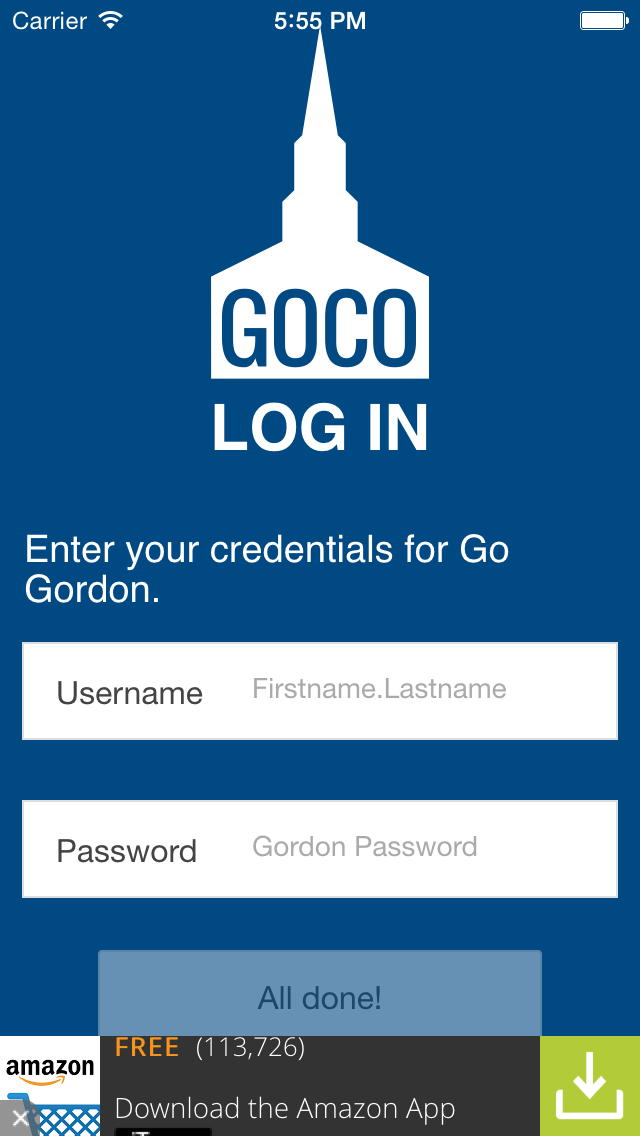 Carrier 5:55 PM
GOCO
LOG IN
Enter your credentials for Go
Gordon.
Username Firstname.Lastname
Password Gordon Password
All done!
FREE (113,726)
amazon
Download the Amazon App